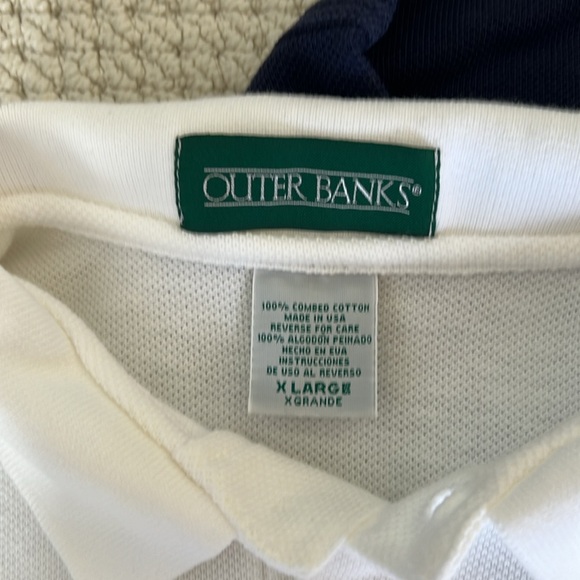 OUTER BANKS®
100% COMBED COTTON
MADE IN USA
REVERSE FOR CARE
100% ALGODON PEINADO
HECHO EN EUA
INSTRUCCIONES
DE USO AL REVERSO
X LARGE
X GRANDE